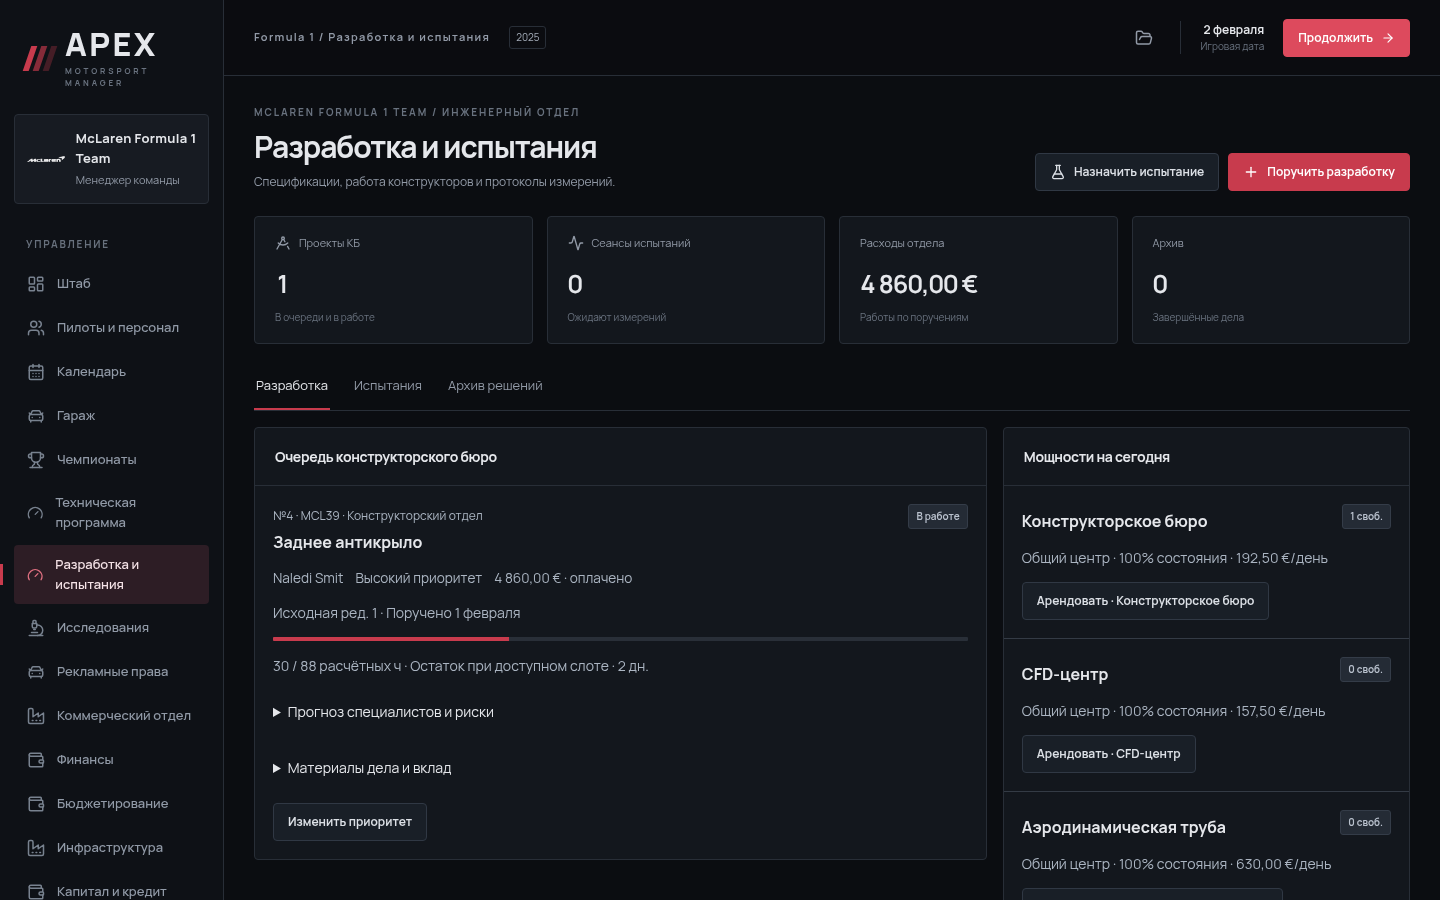 APEX
MOTORSPORT
MANAGER
McLaren
McLaren Formula 1
Team
Менеджер команды
УПРАВЛЕНИЕ
Штаб
Пилоты и персонал
Календарь
Гараж
Чемпионаты
Техническая
программа
Разработка и
испытания
Исследования
Рекламные права
Коммерческий отдел
Финансы
Бюджетирование
Инфраструктура
Капитал и кредит
Formula 1 / Разработка и испытания
2025
2 февраля
Игровая дата
Продолжить
MCLAREN FORMULA 1 TEAM / ИНЖЕНЕРНЫЙ ОТДЕЛ
Разработка и испытания
Спецификации, работа конструкторов и протоколы измерений.
Назначить испытание
Поручить разработку
Проекты КБ
1
В очереди и в работе
Сеансы испытаний
0
Ожидают измерений
Расходы отдела
4 860,00 €
Работы по поручениям
Архив
0
Завершённые дела
Разработка
Испытания
Архив решений
Очередь конструкторского бюро
№4 · MCL39 · Конструкторский отдел
В работе
Заднее антикрыло
Naledi Smit Высокий приоритет 4 860,00 € · оплачено
Исходная ред. 1 · Поручено 1 февраля
30 / 88 расчётных ч · Остаток при доступном слоте · 2 дн.
Прогноз специалистов и риски
Материалы дела и вклад
Изменить приоритет
Мощности на сегодня
Конструкторское бюро
1 своб.
Общий центр · 100% состояния · 192,50 €/день
Арендовать · Конструкторское бюро
CFD-центр
0 своб.
Общий центр · 100% состояния · 157,50 €/день
Арендовать · CFD-центр
Аэродинамическая труба
0 своб.
Общий центр · 100% состояния · 630,00 €/день